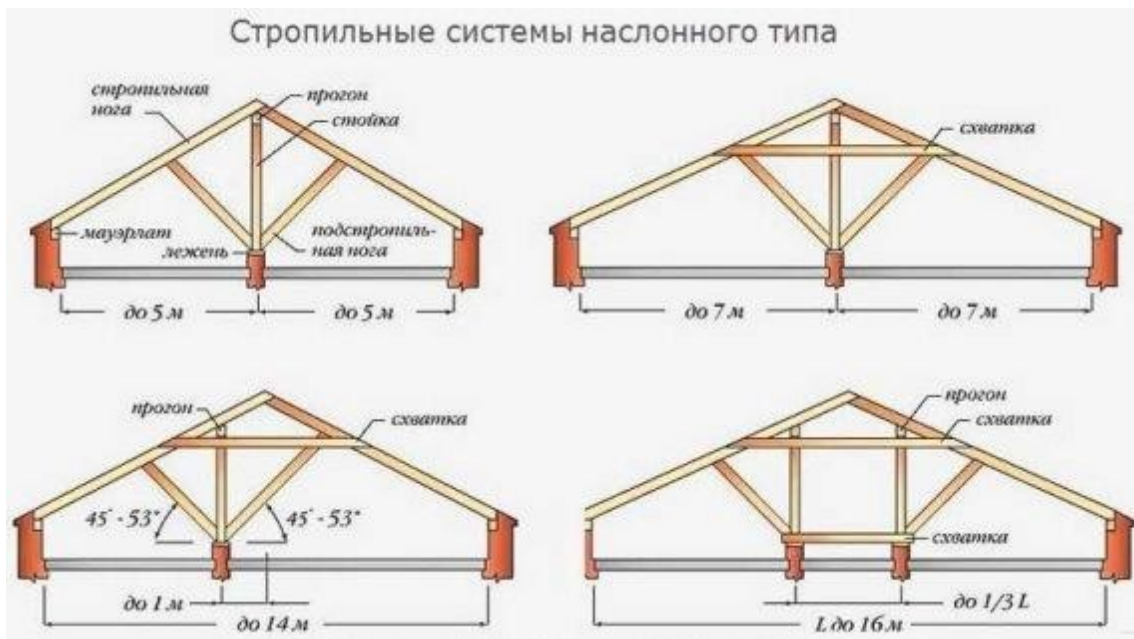 Стропильные системы наслонного типа
стропильная
нога
прогон
стойка
мауэрлат
лежень
подстропиль-
ная нога
до 5 м
до 5 м
схватка
до 7 м
до 7 м
прогон
схватка
45° - 53°
45° - 53°
до 1 м
до 14 м
прогон
схватка
схватка
до 1/3 L
L до 16 м